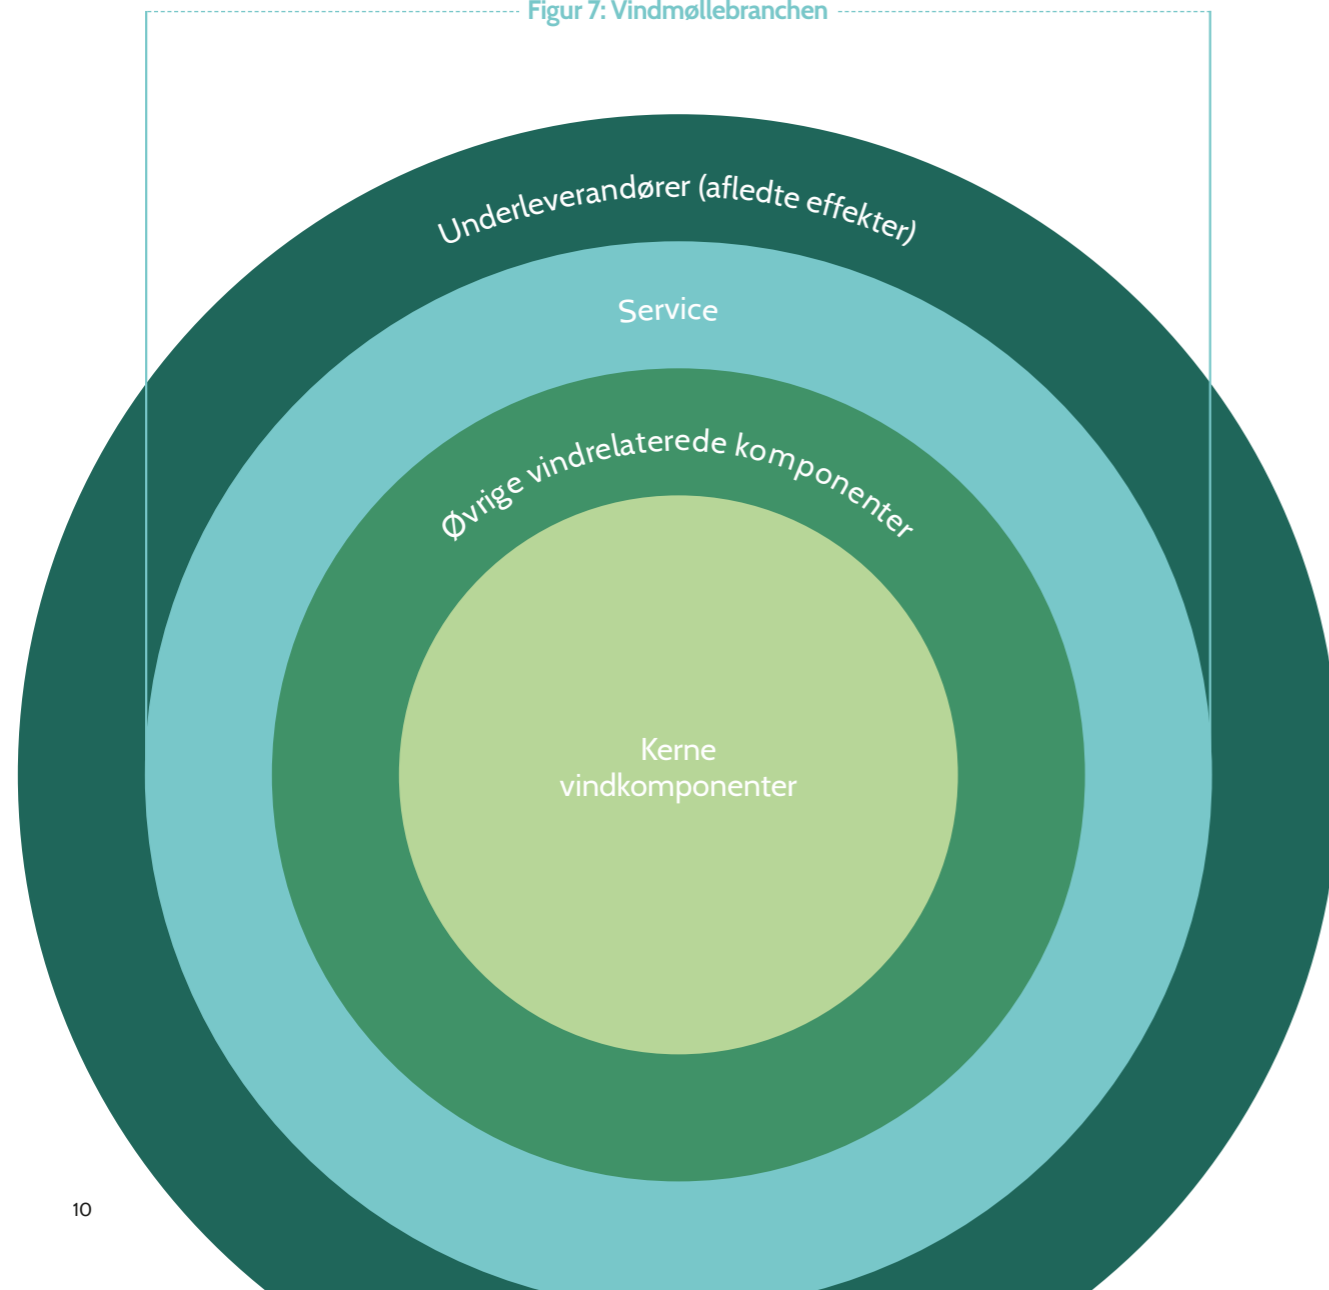 Figur 7: Vindmøllebranchen
Underleverandører (afledte effekter)
Service
Øvrige vindrelaterede komponenter
Kerne
vindkomponenter
10